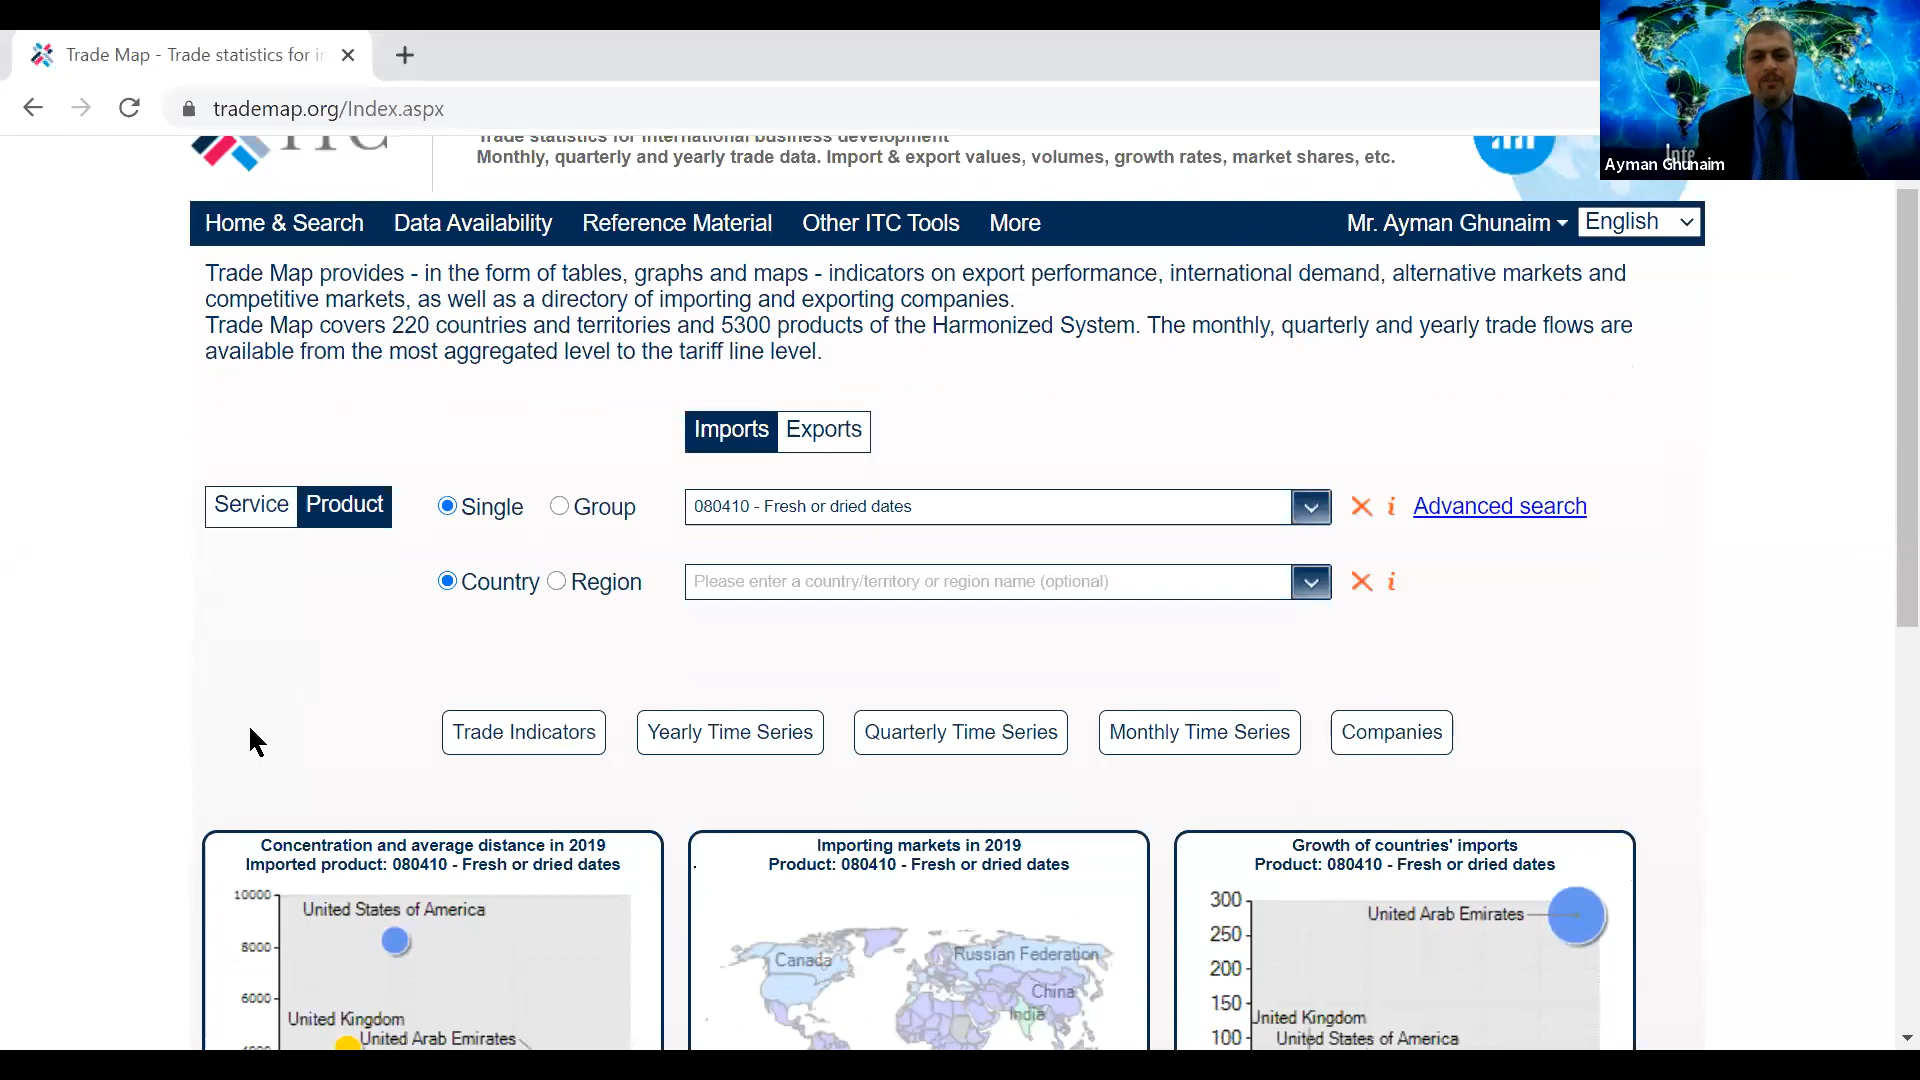 Trade Map - Trade statistics for i
trademap.org/Index.aspx
ITC
Trade statistics for international business development
Monthly, quarterly and yearly trade data. Import & export values, volumes, growth rates, market shares, etc.
Inte
Ayman Ghunaim
Home & Search Data Availability Reference Material Other ITC Tools More Mr. Ayman Ghunaim English
Trade Map provides - in the form of tables, graphs and maps - indicators on export performance, international demand, alternative markets and
competitive markets, as well as a directory of importing and exporting companies.
Trade Map covers 220 countries and territories and 5300 products of the Harmonized System. The monthly, quarterly and yearly trade flows are
available from the most aggregated level to the tariff line level.
Imports Exports
Service Product Single Group 080410 - Fresh or dried dates i Advanced search
Country Region Please enter a country/territory or region name (optional) i
Trade Indicators Yearly Time Series Quarterly Time Series Monthly Time Series Companies
Concentration and average distance in 2019
Imported product: 080410 - Fresh or dried dates
10000
United States of America
8000
6000
United Kingdom
United Arab Emirates
4000
Importing markets in 2019
Product: 080410 - Fresh or dried dates
Canada
Russian Federation
China
India
Growth of countries' imports
Product: 080410 - Fresh or dried dates
300
United Arab Emirates
250
200
150
United Kingdom
100
United States of America